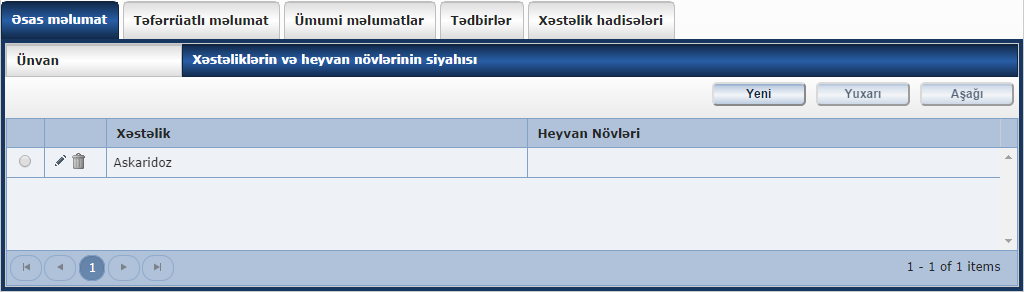 Əsas məlumat Təfərrüatlı məlumat Ümumi məlumatlar Tədbirlər Xəstəlik hadisələri
Ünvan Xəstəliklərin və heyvan növlərinin siyahısı
Yeni Yuxarı Aşağı
Xəstəlik Heyvan Növləri
Askaridoz
1 1 - 1 of 1 items